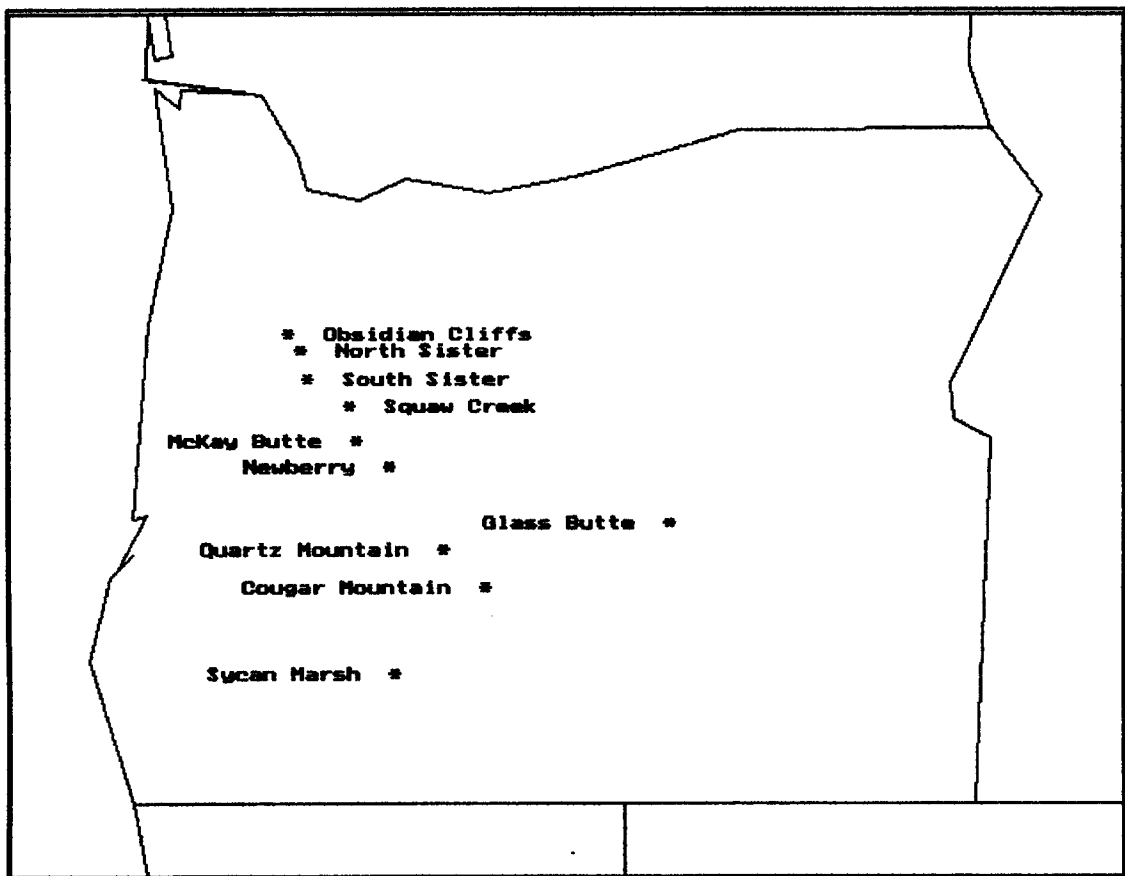 * Obsidian Cliffs
* North Sister
* South Sister
* Squaw Creek
McKay Butte *
Newberry *
Glass Butte *
Quartz Mountain *
Cougar Mountain *
Sycan Marsh *